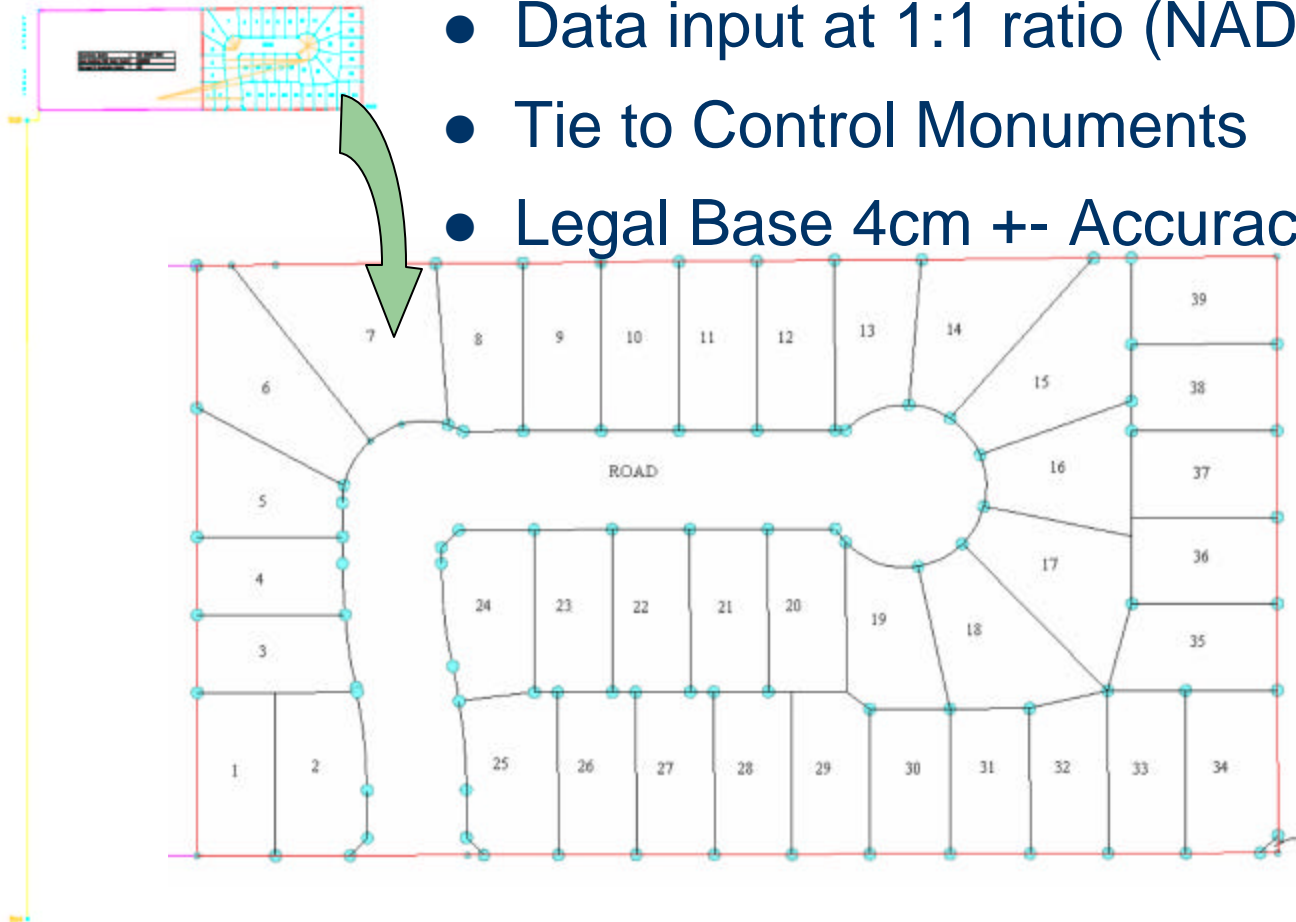 ● Data input at 1:1 ratio (NAD
● Tie to Control Monuments
● Legal Base 4cm +- Accurac
7 8 9 10 11 12 13 14 39
6 15 38
ROAD 16 37
5
4 17 36
24 23 22 21 20 19 18 35
3
1 2 25 26 27 28 29 30 31 32 33 34